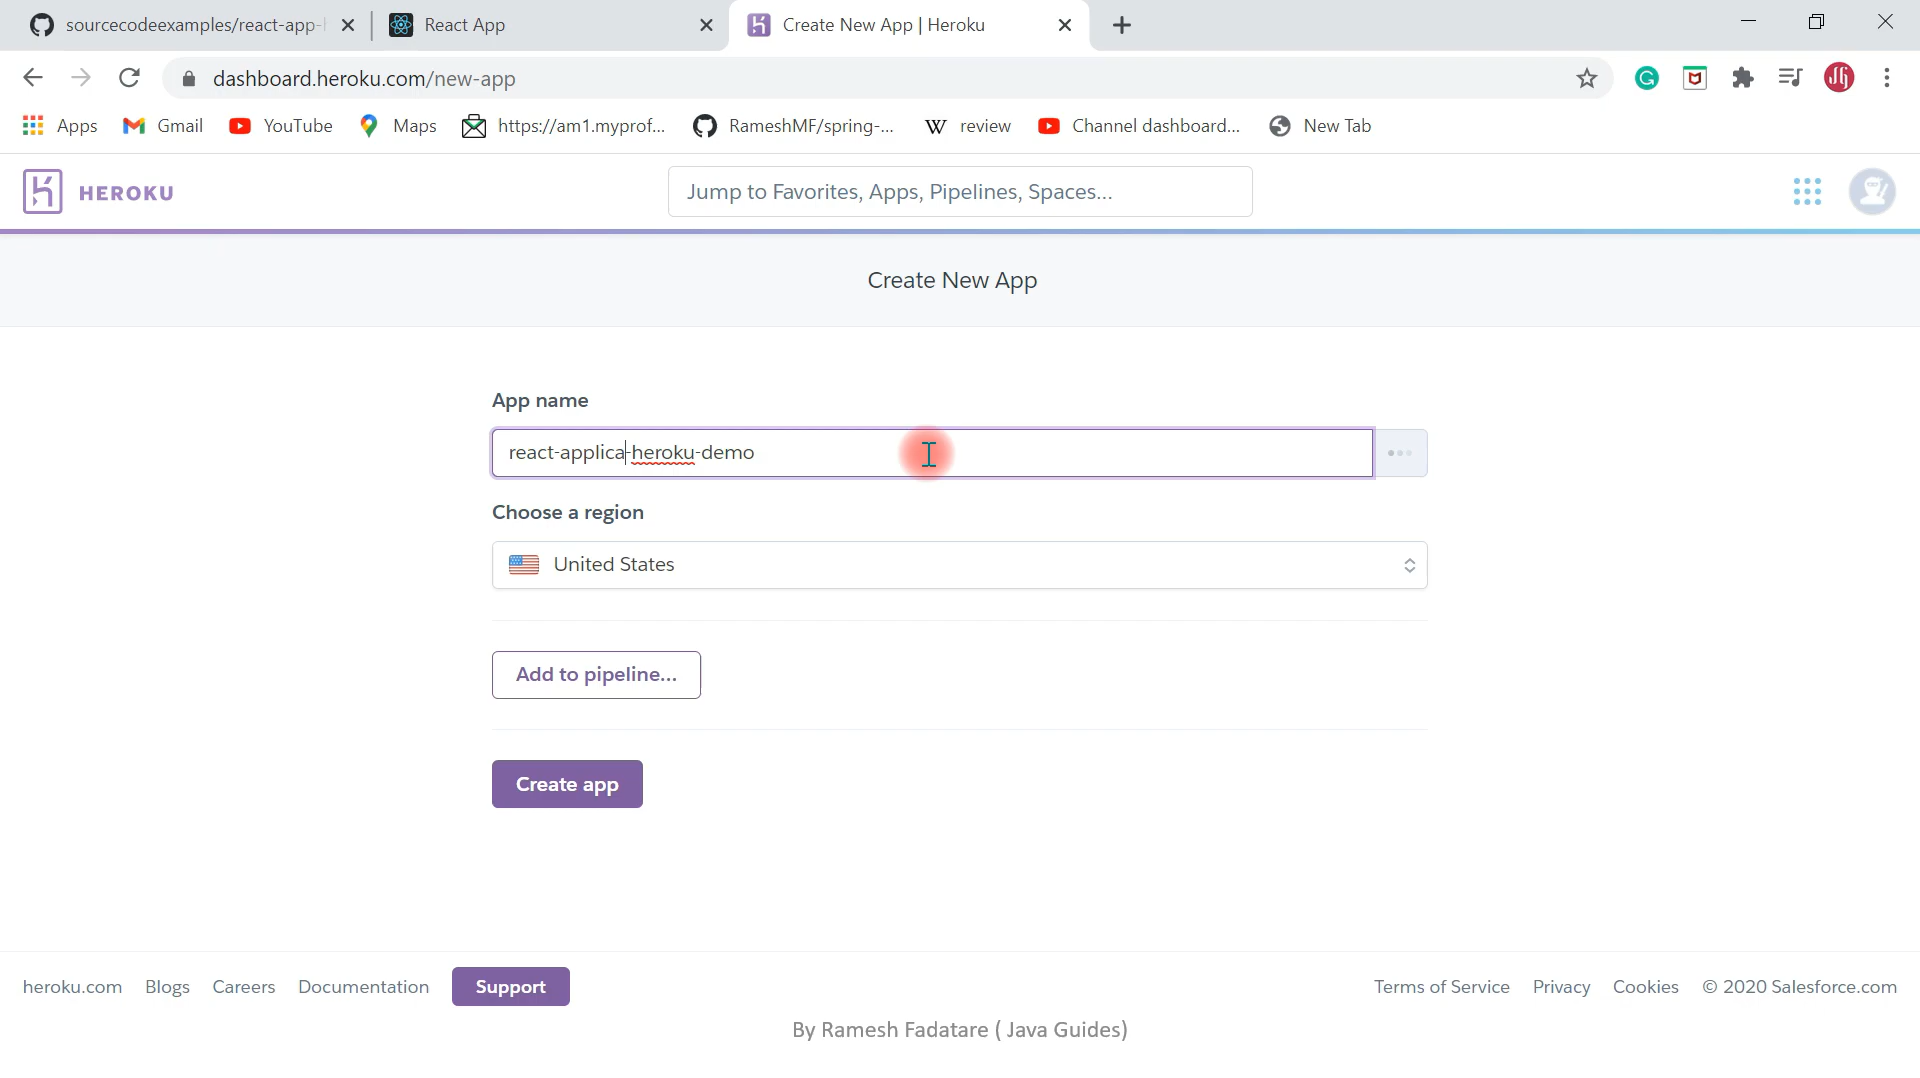 sourcecodeexamples/react-app-
React App
Create New App | Heroku
dashboard.heroku.com/new-app
Apps
Gmail
YouTube
Maps
https://am1.myprof...
RameshMF/spring-...
review
Channel dashboard...
New Tab
HEROKU
Jump to Favorites, Apps, Pipelines, Spaces...
Create New App
App name
react-applica-heroku-demo
Choose a region
United States
Add to pipeline...
Create app
heroku.com Blogs Careers Documentation Support Terms of Service Privacy Cookies © 2020 Salesforce.com
By Ramesh Fadatare ( Java Guides)